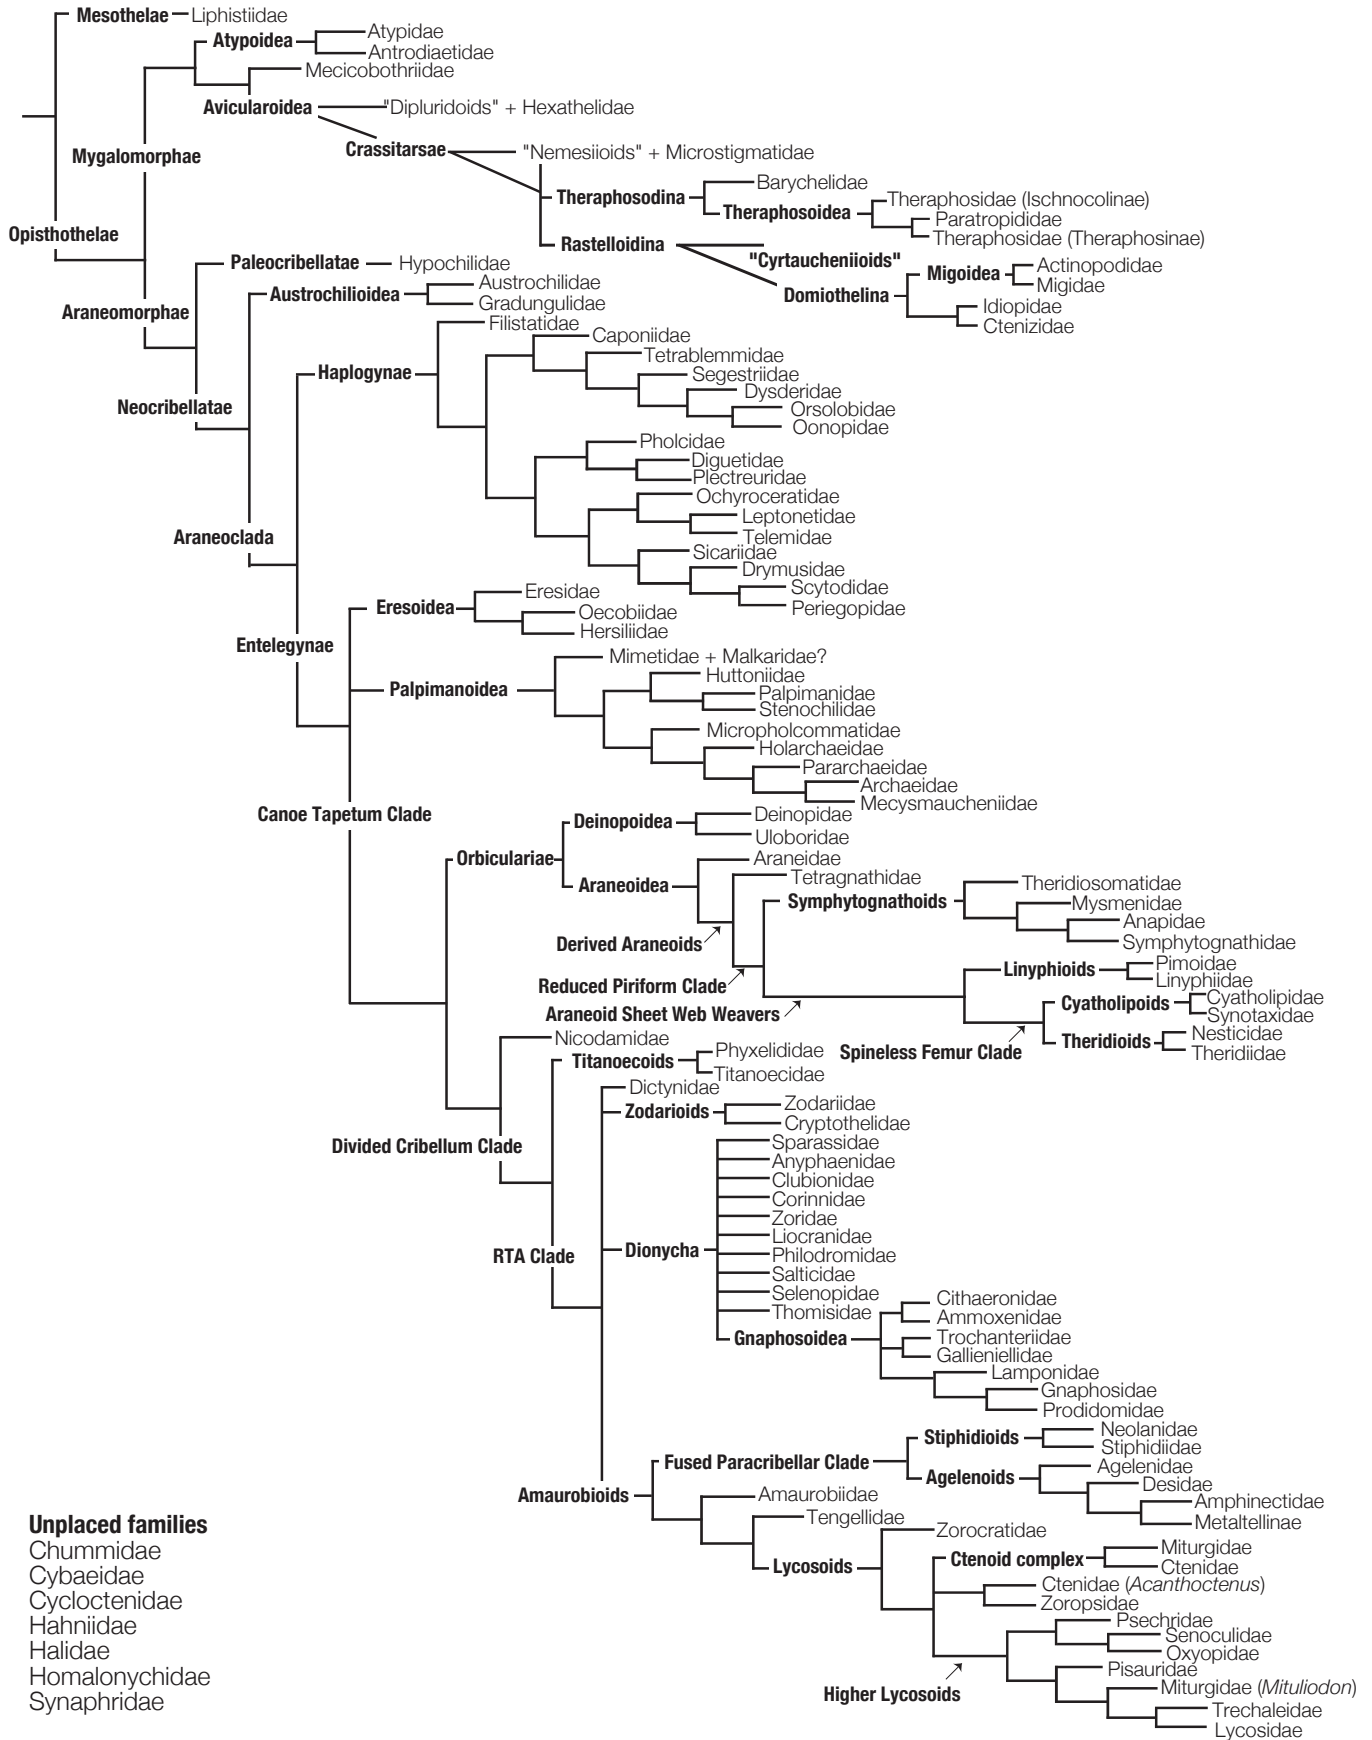 Mesothelae
Liphistiidae
Atypoidea
Atypidae
Antrodiaetidae
Mecicobothriidae
Avicularoidea
"Dipluridoids" + Hexathelidae
Mygalomorphae
Crassitarsae
"Nemesiioids" + Microstigmatidae
Theraphosodina
Barychelidae
Theraphosoidea
Theraphosidae (Ischnocolinae)
Paratropididae
Theraphosidae (Theraphosinae)
Opisthothelae
Rastelloidina
"Cyrtaucheniioids"
Domiothelina
Migoidea
Actinopodidae
Migidae
Idiopidae
Ctenizidae
Paleocribellatae
Hypochilidae
Araneomorphae
Austrochilioidea
Austrochilidae
Gradungulidae
Neocribellatae
Haplogynae
Filistatidae
Caponiidae
Tetrablemmidae
Segestriidae
Dysderidae
Orsolobidae
Oonopidae
Pholcidae
Diguetidae
Plectreuridae
Ochyroceratidae
Leptonetidae
Telemidae
Sicariidae
Drymusidae
Scytodidae
Periegopidae
Araneoclada
Eresoidea
Eresidae
Oecobiidae
Hersiliidae
Entelegynae
Palpimanoidea
Mimetidae + Malkaridae?
Huttoniidae
Palpimanidae
Stenochilidae
Micropholcommatidae
Holarchaeidae
Pararchaeidae
Archaeidae
Mecysmaucheniidae
Canoe Tapetum Clade
Orbiculariae
Deinopoidea
Deinopidae
Uloboridae
Araneoidea
Araneidae
Tetragnathidae
Symphytognathoids
Theridiosomatidae
Mysmenidae
Anapidae
Symphytognathidae
Derived Araneoids
Reduced Piriform Clade
Araneoid Sheet Web Weavers
Linyphioids
Pimoidae
Linyphiidae
Cyatholipoids
Cyatholipidae
Synotaxidae
Spineless Femur Clade
Theridioids
Nesticidae
Theridiidae
Nicodamidae
Titanoecoids
Phyxelididae
Titanoecidae
Divided Cribellum Clade
Dictynidae
Zodarioids
Zodariidae
Cryptothelidae
RTA Clade
Dionycha
Sparassidae
Anyphaenidae
Clubionidae
Corinnidae
Zoridae
Liocranidae
Philodromidae
Salticidae
Selenopidae
Thomisidae
Gnaphosoidea
Cithaeronidae
Ammoxenidae
Trochanteriidae
Gallieniellidae
Lamponidae
Gnaphosidae
Prodidomidae
Amaurobioids
Fused Paracribellar Clade
Stiphidioids
Neolanidae
Stiphidiidae
Agelenoids
Agelenidae
Desidae
Amphinectidae
Metaltellinae
Amaurobiidae
Tengellidae
Lycosoids
Zorocratidae
Ctenoid complex
Miturgidae
Ctenidae
Ctenidae (Acanthoctenus)
Zoropsidae
Higher Lycosoids
Psechridae
Senoculidae
Oxyopidae
Pisauridae
Miturgidae (Mituliodon)
Trechaleidae
Lycosidae
Unplaced families
Chummidae
Cybaeidae
Cycloctenidae
Hahniidae
Halidae
Homalonychidae
Synaphridae